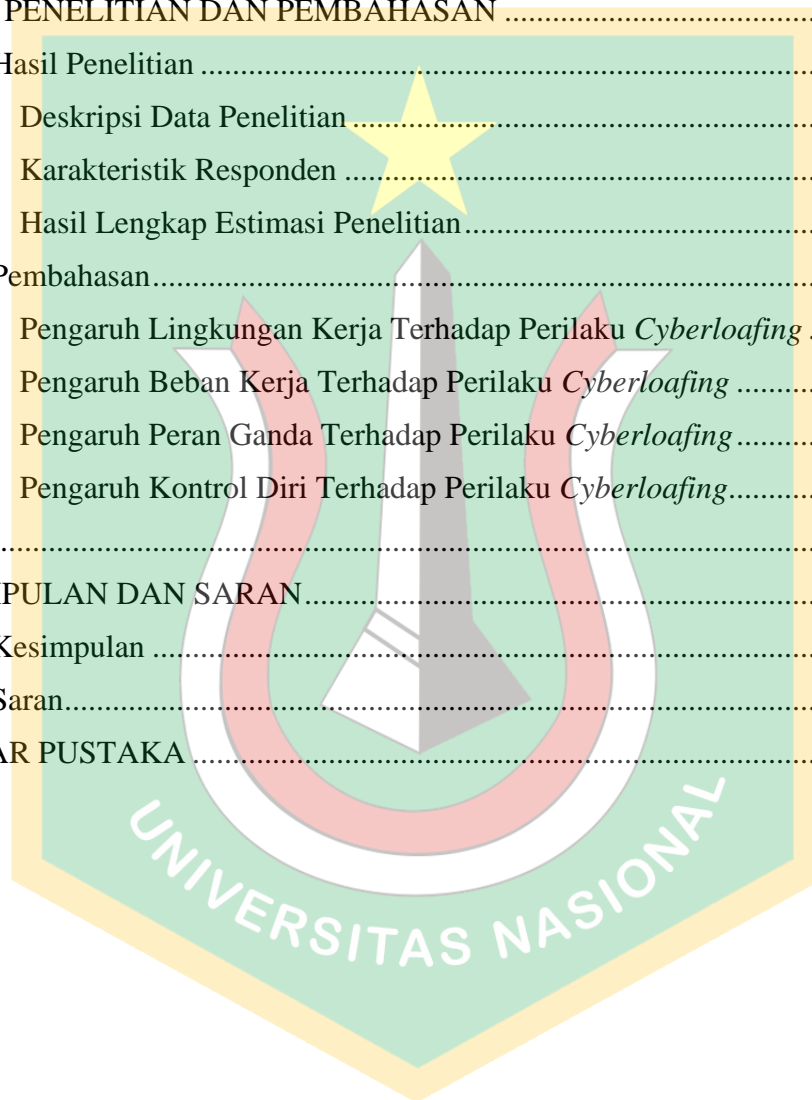 PENELITIAN DAN PEMBAHASAN ....................................
Hasil Penelitian ..........................................................................
Deskripsi Data Penelitian ........................................................
Karakteristik Responden .........................................................
Hasil Lengkap Estimasi Penelitian..........................................
Pembahasan................................................................................
Pengaruh Lingkungan Kerja Terhadap Perilaku Cyberloafing .
Pengaruh Beban Kerja Terhadap Perilaku Cyberloafing .........
Pengaruh Peran Ganda Terhadap Perilaku Cyberloafing .........
Pengaruh Kontrol Diri Terhadap Perilaku Cyberloafing..........
..................................................................................................
PULAN DAN SARAN.............................................................
Kesimpulan ................................................................................
Saran...........................................................................................
AR PUSTAKA ...........................................................................
UNIVERSITAS NASIONAL